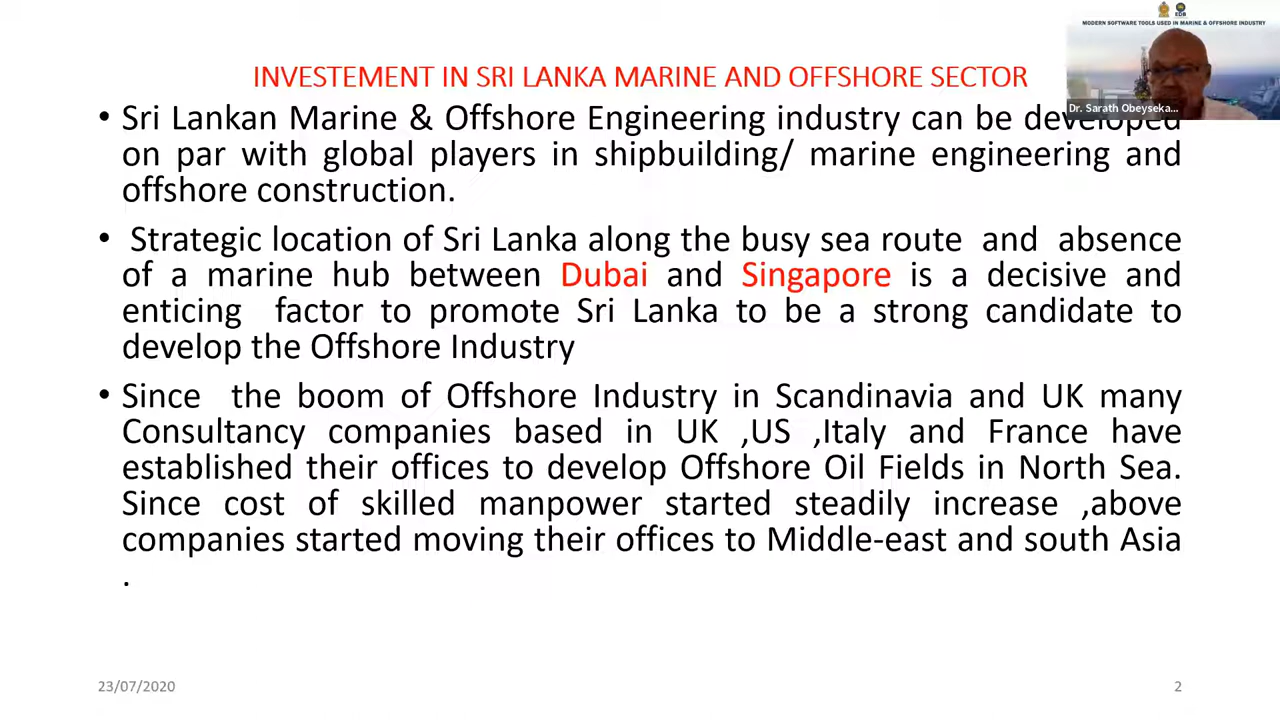 EDB
MODERN SOFTWARE TOOLS USED IN MARINE & OFFSHORE INDUSTRY
Dr. Sarath Obeyseka...
INVESTEMENT IN SRI LANKA MARINE AND OFFSHORE SECTOR
• Sri Lankan Marine & Offshore Engineering industry can be developed
on par with global players in shipbuilding/ marine engineering and
offshore construction.
• Strategic location of Sri Lanka along the busy sea route and absence
of a marine hub between Dubai and Singapore is a decisive and
enticing factor to promote Sri Lanka to be a strong candidate to
develop the Offshore Industry
• Since the boom of Offshore Industry in Scandinavia and UK many
Consultancy companies based in UK ,US ,Italy and France have
established their offices to develop Offshore Oil Fields in North Sea.
Since cost of skilled manpower started steadily increase ,above
companies started moving their offices to Middle-east and south Asia
.
23/07/2020
2